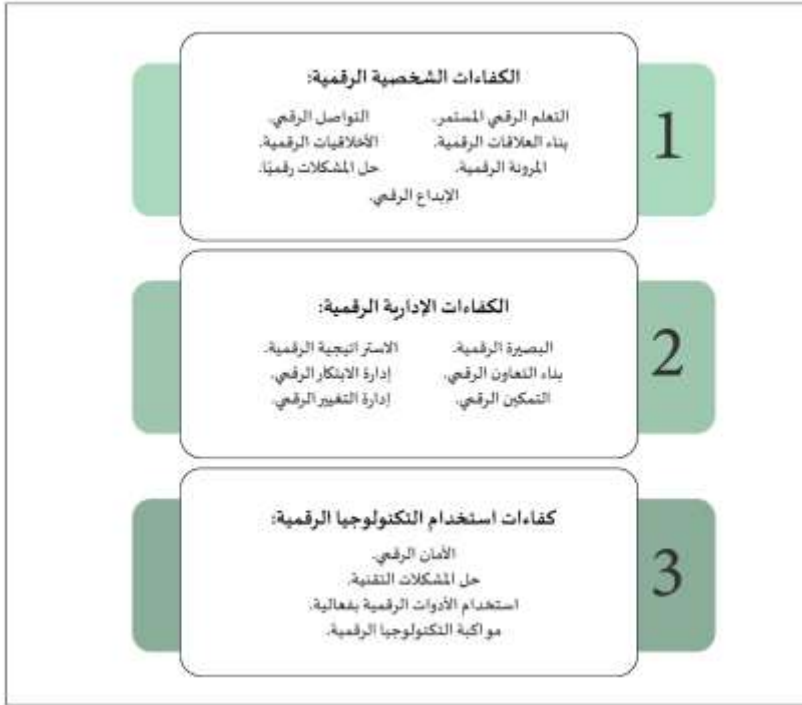 1
الكفاءات الشخصية الرقمية:
التعلم الرقمي المستمر. التواصل الرقمي.
بناء العلاقات الرقمية. الأخلاقيات الرقمية.
المرونة الرقمية. حل المشكلات رقميًا.
الإبداع الرقمي.
2
الكفاءات الإدارية الرقمية:
البصيرة الرقمية. الاستراتيجية الرقمية.
بناء التعاون الرقمي. إدارة الابتكار الرقمي.
التمكين الرقمي. إدارة التغيير الرقمي.
3
كفاءات استخدام التكنولوجيا الرقمية:
الأمان الرقمي.
حل المشكلات التقنية.
استخدام الأدوات الرقمية بفعالية.
مواكبة التكنولوجيا الرقمية.